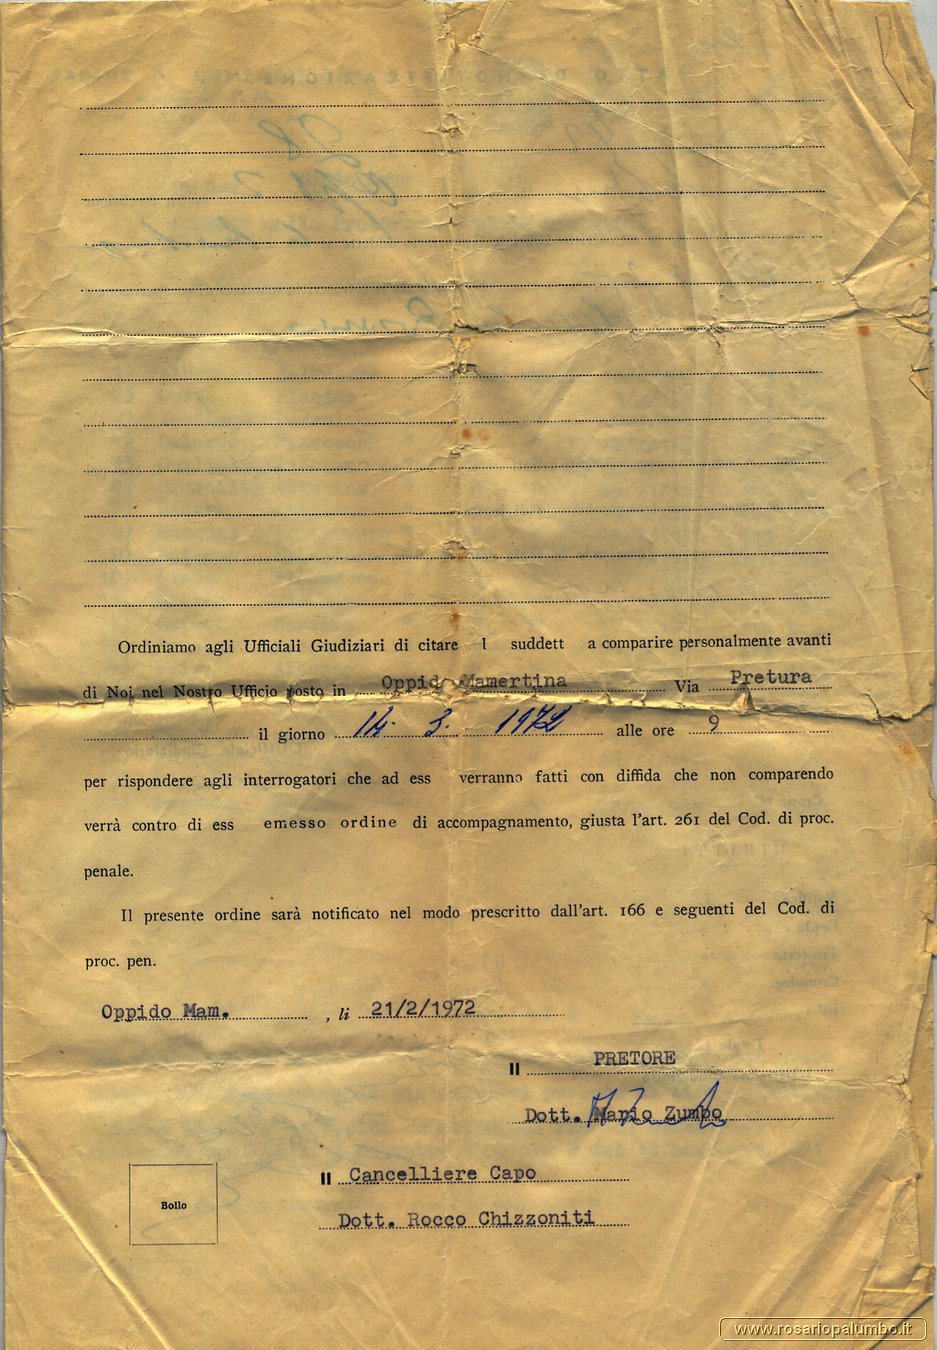 Ordiniamo agli Ufficiali Giudiziari di citare l suddett a comparire personalmente avanti
di Noi nel Nostro Ufficio posto in Oppido Mamertina Via Pretura
il giorno 14. 3. 1972 alle ore 9
per rispondere agli interrogatori che ad ess verranno fatti con diffida che non comparendo
verrà contro di ess emesso ordine di accompagnamento, giusta l'art. 261 del Cod. di proc.
penale.
Il presente ordine sarà notificato nel modo prescritto dall'art. 166 e seguenti del Cod. di
proc. pen.
Oppido Mam. , li 21/2/1972
Il PRETORE
Dott. Mario Zumbo
Il Cancelliere Capo
Bollo
Dott. Rocco Chizzoniti
www.rosariopalumbo.it